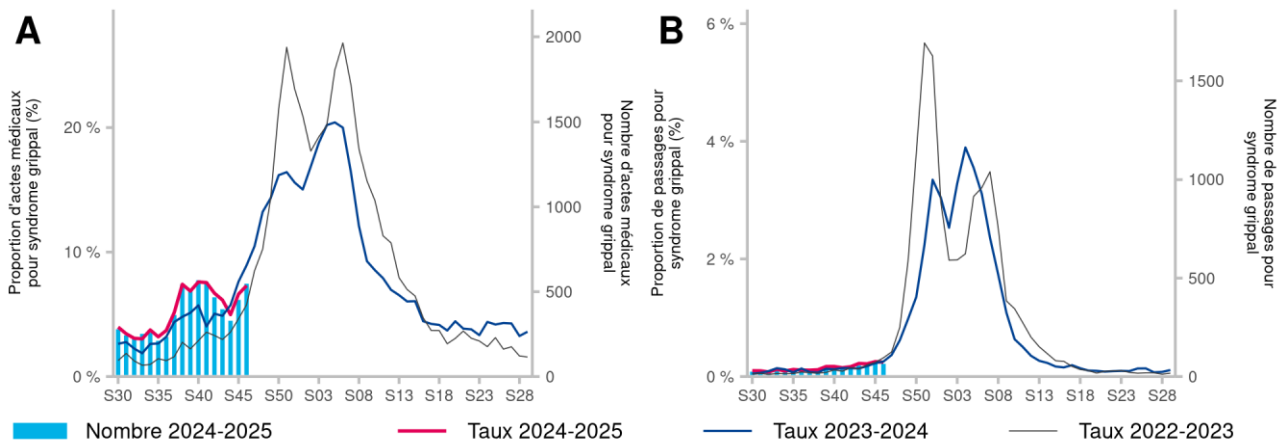 A
Proportion d'actes médicaux
pour syndrome grippal (%)
20 %
10 %
0 %
2000
1500
1000
500
0
Nombre d'actes médicaux
pour syndrome grippal
S30 S35 S40 S45 S50 S03 S08 S13 S18 S23 S28
B
Proportion de passages pour
syndrome grippal (%)
6 %
4 %
2 %
0 %
1500
1000
500
0
Nombre de passages pour
syndrome grippal
S30 S35 S40 S45 S50 S03 S08 S13 S18 S23 S28
Nombre 2024-2025 Taux 2024-2025 Taux 2023-2024 Taux 2022-2023